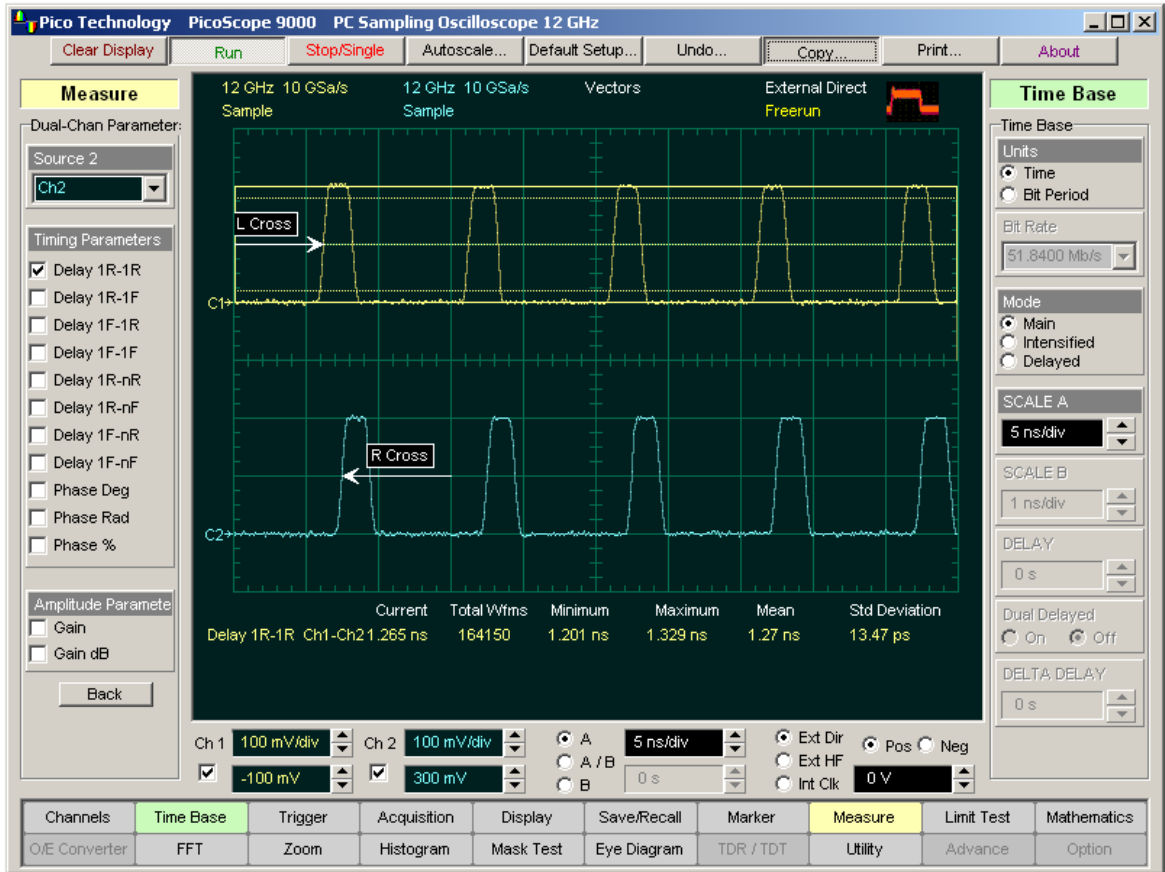 Pico Technology PicoScope 9000 PC Sampling Oscilloscope 12 GHz
Clear Display Run Stop/Single Autoscale... Default Setup... Undo... Copy... Print... About
Measure
Dual-Chan Parameter:
Source 2
Ch2
Timing Parameters
Delay 1R-1R
Delay 1R-1F
Delay 1F-1R
Delay 1F-1F
Delay 1R-nR
Delay 1R-nF
Delay 1F-nR
Delay 1F-nF
Phase Deg
Phase Rad
Phase %
Amplitude Paramete
Gain
Gain dB
Back
12 GHz 10 GSa/s 12 GHz 10 GSa/s Vectors External Direct
Sample Sample Freerun
L Cross
C1
R Cross
C2
Current Total Wfms Minimum Maximum Mean Std Deviation
Delay 1R-1R Ch1-Ch2 1.265 ns 164150 1.201 ns 1.329 ns 1.27 ns 13.47 ps
Time Base
Time Base
Units
Time
Bit Period
Bit Rate
51.8400 Mb/s
Mode
Main
Intensified
Delayed
SCALE A
5 ns/div
SCALE B
1 ns/div
DELAY
0 s
Dual Delayed
On Off
DELTA DELAY
0 s
Ch 1 100 mV/div Ch 2 100 mV/div A 5 ns/div Ext Dir Pos Neg
A / B Ext HF
-100 mV 300 mV B 0 s Int Clk 0 V
Channels Time Base Trigger Acquisition Display Save/Recall Marker Measure Limit Test Mathematics
O/E Converter FFT Zoom Histogram Mask Test Eye Diagram TDR / TDT Utility Advance Option